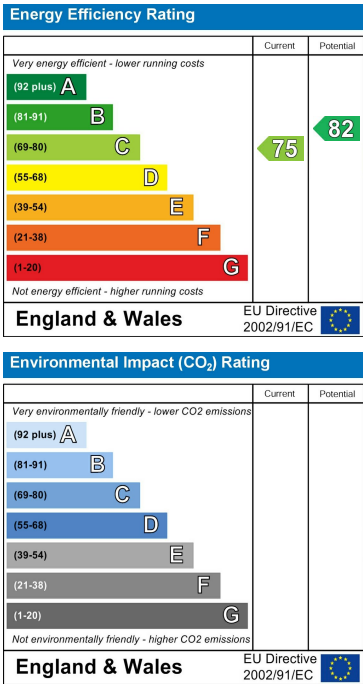 Energy Efficiency Rating
Current Potential
Very energy efficient - lower running costs
(92 plus) A
(81-91) B
(69-80) C
(55-68) D
(39-54) E
(21-38) F
(1-20) G
75
82
Not energy efficient - higher running costs
England & Wales
EU Directive
2002/91/EC
Environmental Impact (CO₂) Rating
Current Potential
Very environmentally friendly - lower CO2 emissions
(92 plus) A
(81-91) B
(69-80) C
(55-68) D
(39-54) E
(21-38) F
(1-20) G
Not environmentally friendly - higher CO2 emissions
England & Wales
EU Directive
2002/91/EC